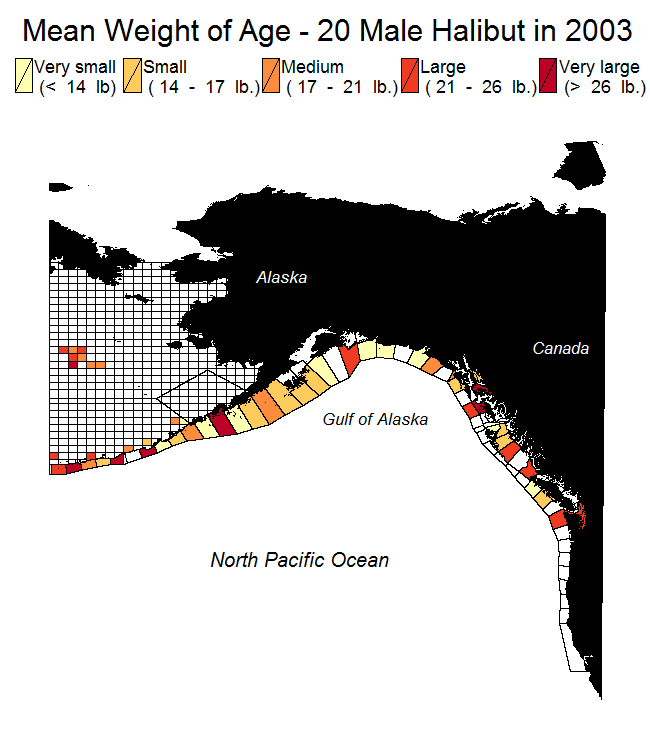 Mean Weight of Age - 20 Male Halibut in 2003
Very small Small Medium Large Very large
(< 14 lb) ( 14 - 17 lb.) ( 17 - 21 lb.) ( 21 - 26 lb.) (> 26 lb.)
Alaska
Canada
Gulf of Alaska
North Pacific Ocean